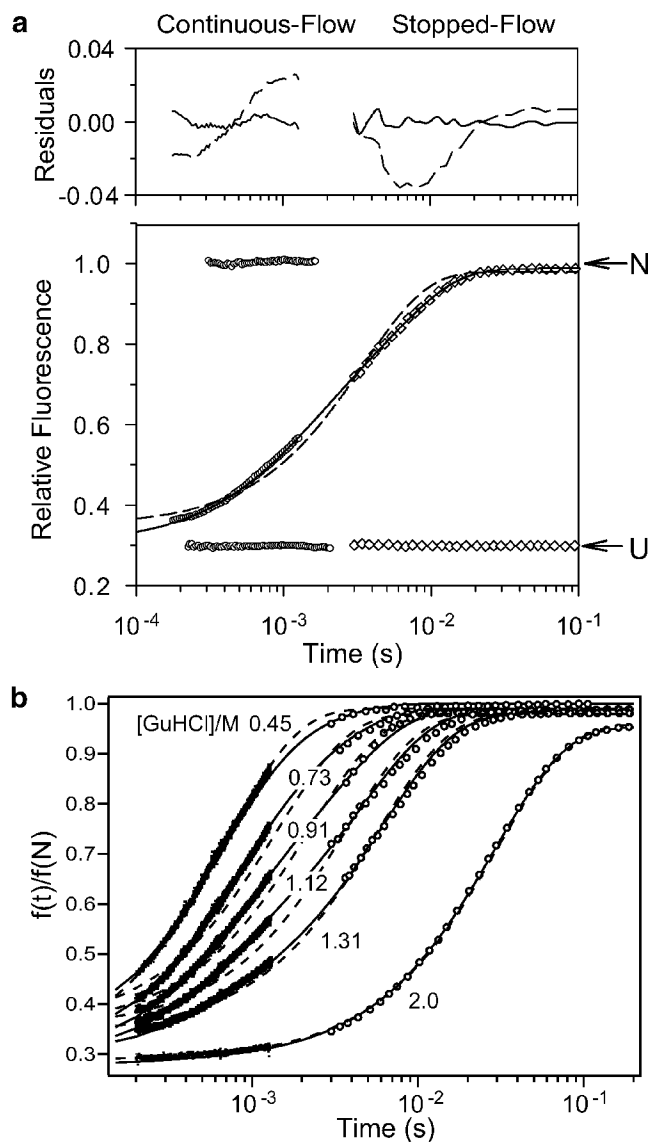 a
Continuous-Flow Stopped-Flow
Residuals
0.04
0.00
-0.04
Relative Fluorescence
1.0
0.8
0.6
0.4
0.2
N
U
10⁻⁴ 10⁻³ 10⁻² 10⁻¹
Time (s)
b
f(t)/f(N)
1.0
0.9
0.8
0.7
0.6
0.5
0.4
0.3
[GuHCl]/M 0.45
0.73
0.91
1.12
1.31
2.0
10⁻³ 10⁻² 10⁻¹
Time (s)